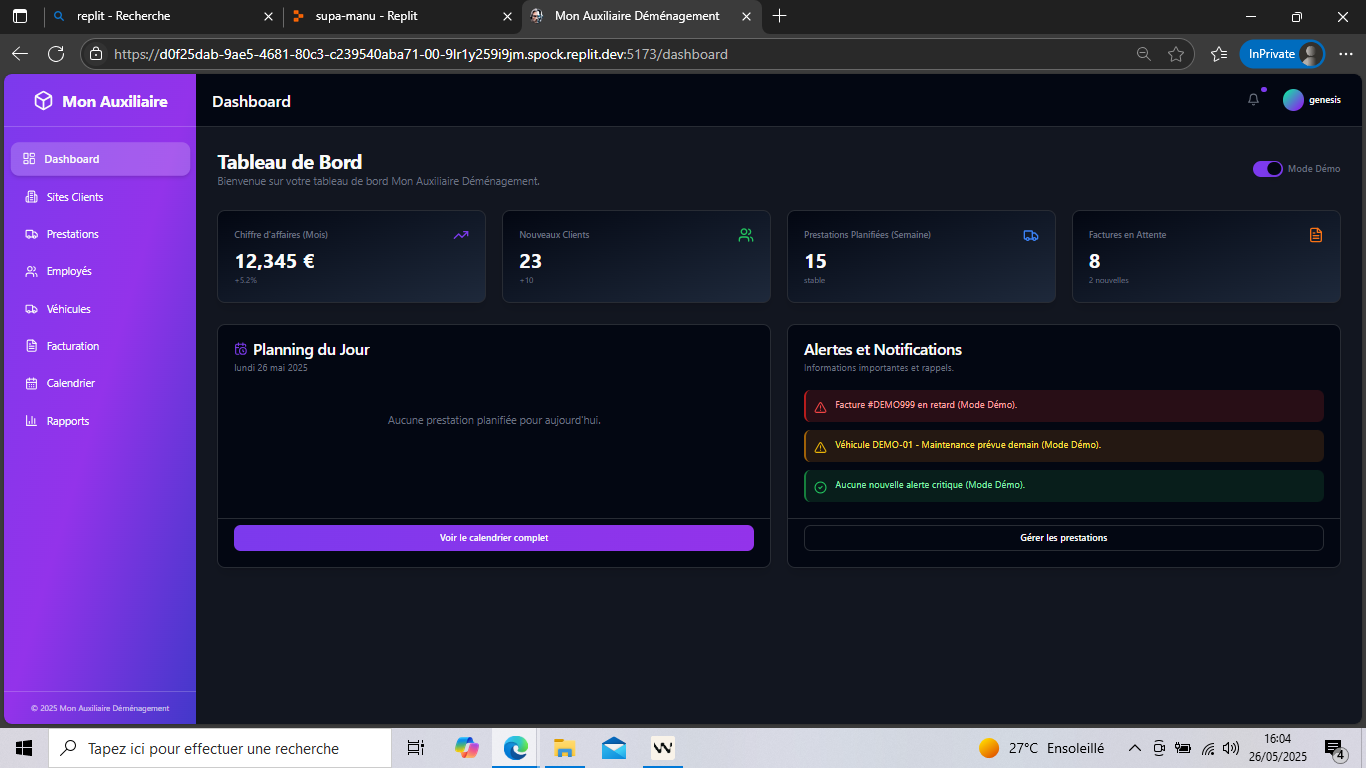 replit - Recherche
supa-manu - Replit
Mon Auxiliaire Déménagement
https://d0f25dab-9ae5-4681-80c3-c239540aba71-00-9lr1y259i9jm.spock.replit.dev:5173/dashboard
InPrivate
Mon Auxiliaire
Dashboard
genesis
Dashboard
Sites Clients
Prestations
Employés
Véhicules
Facturation
Calendrier
Rapports
© 2025 Mon Auxiliaire Déménagement
Tableau de Bord
Bienvenue sur votre tableau de bord Mon Auxiliaire Déménagement.
Mode Démo
Chiffre d'affaires (Mois)
12,345 €
+5.2%
Nouveaux Clients
23
+10
Prestations Planifiées (Semaine)
15
stable
Factures en Attente
8
2 nouvelles
Planning du Jour
lundi 26 mai 2025
Aucune prestation planifiée pour aujourd'hui.
Voir le calendrier complet
Alertes et Notifications
Informations importantes et rappels.
Facture #DEMO999 en retard (Mode Démo).
Véhicule DEMO-01 - Maintenance prévue demain (Mode Démo).
Aucune nouvelle alerte critique (Mode Démo).
Gérer les prestations
Tapez ici pour effectuer une recherche
27°C Ensoleillé
16:04
26/05/2025
4